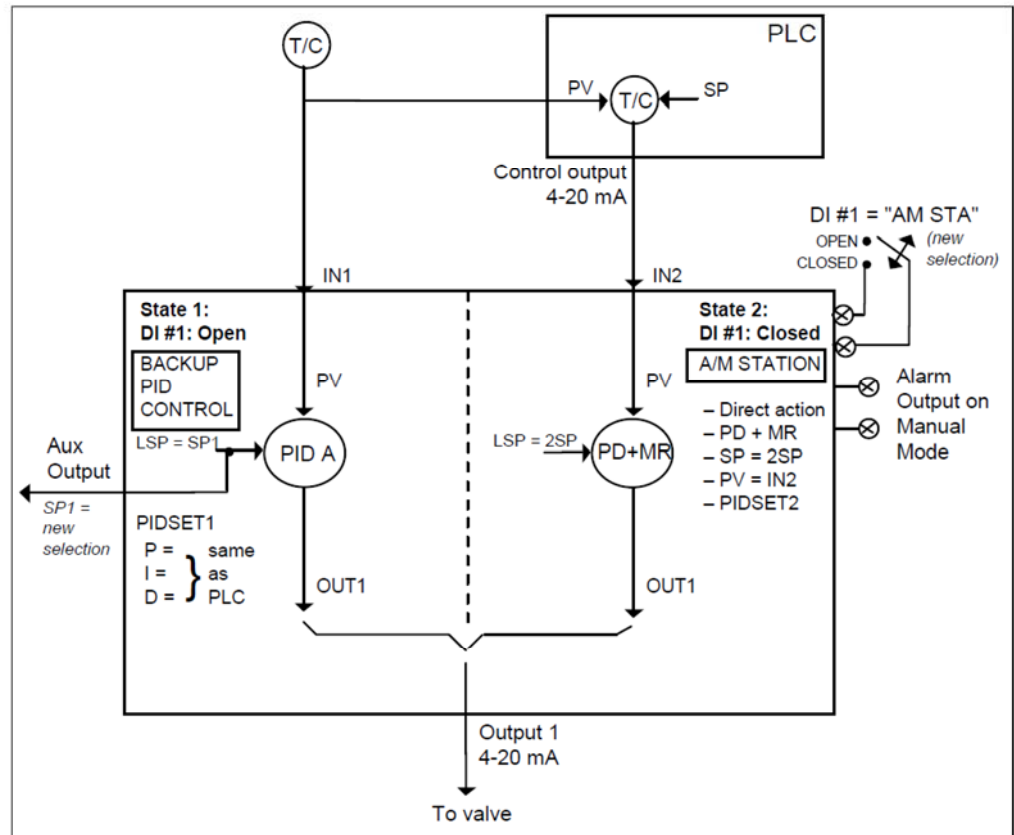 T/C
PLC
PV
T/C
SP
Control output
4-20 mA
DI #1 = "AM STA"
OPEN
(new
CLOSED
selection)
IN1
IN2
State 1:
DI #1: Open
BACKUP
PID
CONTROL
PV
LSP = SP1
PID A
Aux
Output
SP1 =
new
selection
PIDSET1
P =
I =
D =
}
same
as
PLC
OUT1
State 2:
DI #1: Closed
A/M STATION
PV
LSP = 2SP
PD+MR
– Direct action
– PD + MR
– SP = 2SP
– PV = IN2
– PIDSET2
OUT1
Alarm
Output on
Manual
Mode
Output 1
4-20 mA
To valve